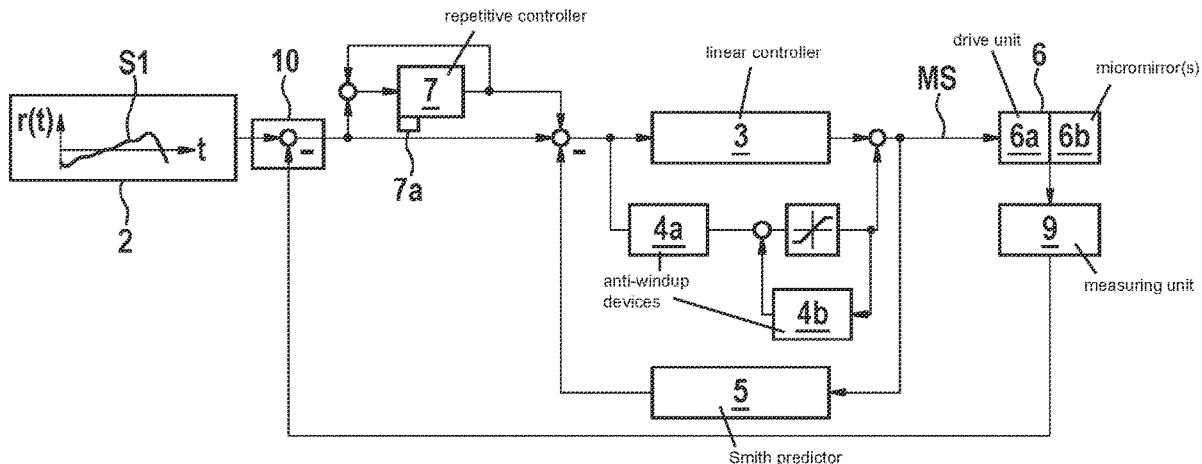 repetitive controller
linear controller
drive unit
6
micromirror(s)
S1
10
7
MS
r(t)
t
3
6a
6b
7a
2
4a
9
anti-windup
devices
measuring unit
4b
5
Smith predictor